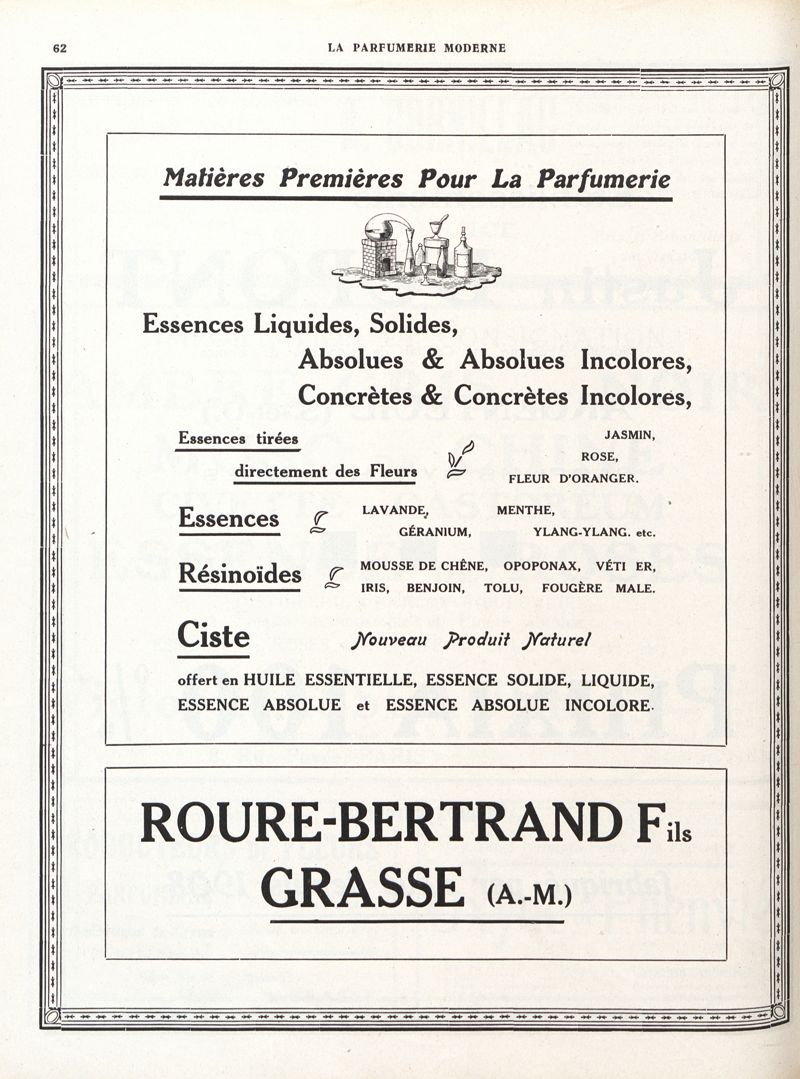 62
LA PARFUMERIE MODERNE
Matières Premières Pour La Parfumerie
Essences Liquides, Solides,
Absolues & Absolues Incolores,
Concrètes & Concrètes Incolores,
Essences tirées
directement des Fleurs
JASMIN,
ROSE,
FLEUR D'ORANGER.
Essences
LAVANDE, MENTHE,
GÉRANIUM, YLANG-YLANG. etc.
Résinoïdes
MOUSSE DE CHÊNE, OPOPONAX, VÉTI ER,
IRIS, BENJOIN, TOLU, FOUGÈRE MALE.
Ciste Nouveau Produit Naturel
offert en HUILE ESSENTIELLE, ESSENCE SOLIDE, LIQUIDE,
ESSENCE ABSOLUE et ESSENCE ABSOLUE INCOLORE.
ROURE-BERTRAND Fils
GRASSE (A.-M.)